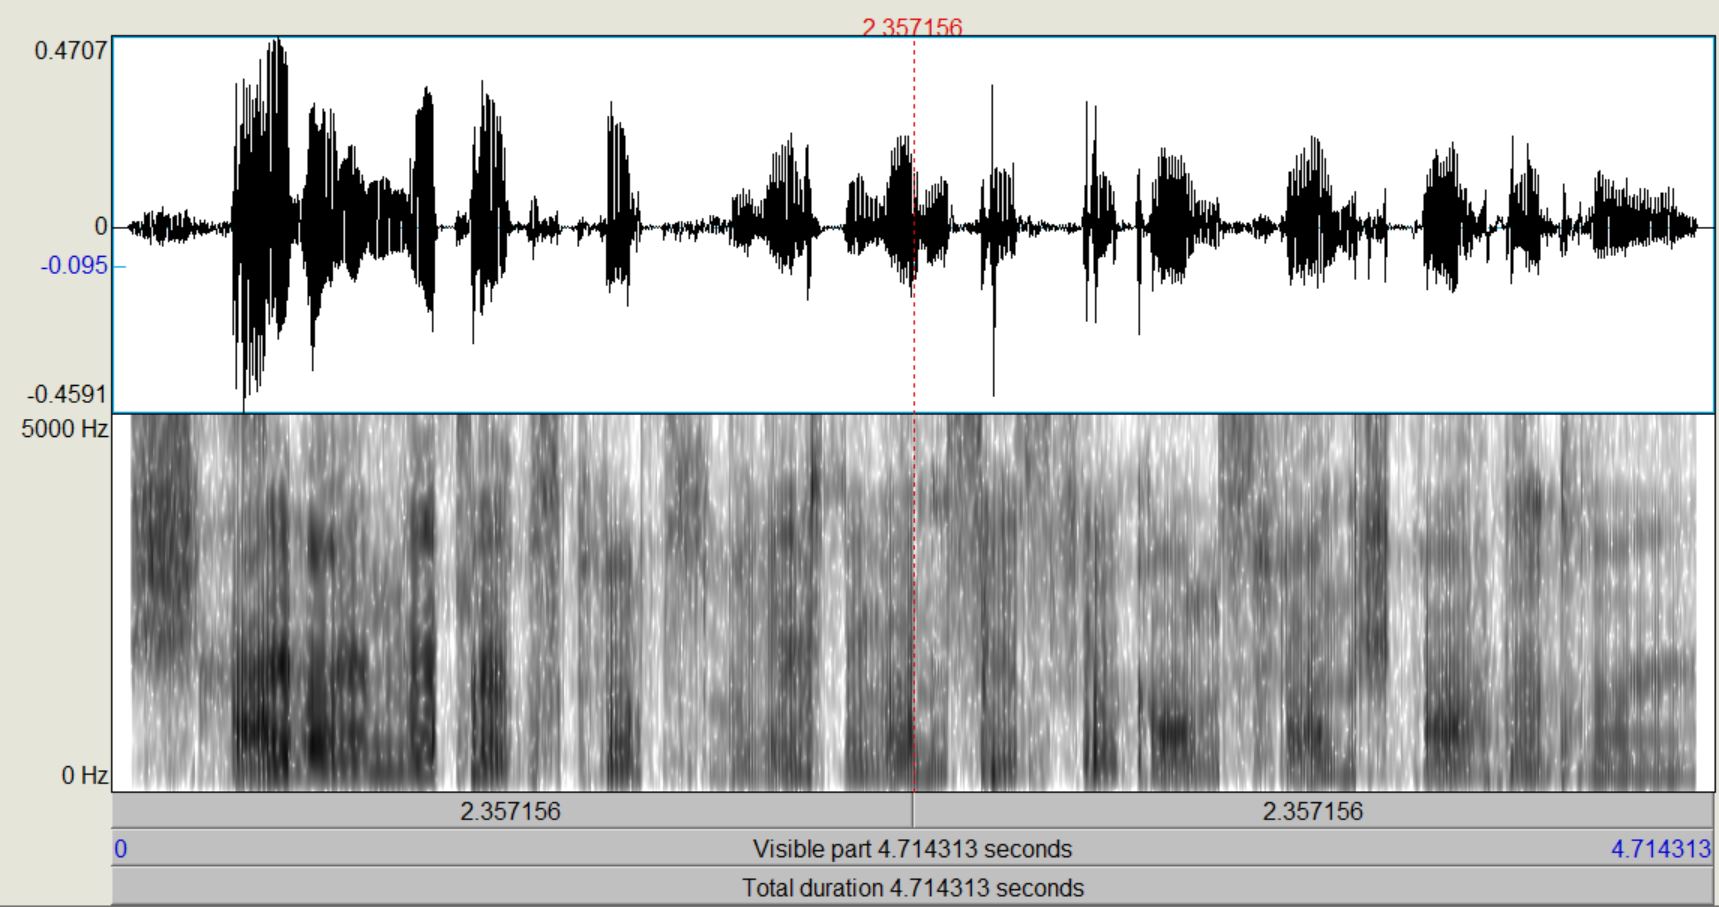 2.357156
0.4707
0
-0.095
-0.4591
5000 Hz
0 Hz
2.357156 2.357156
0 Visible part 4.714313 seconds 4.714313
Total duration 4.714313 seconds